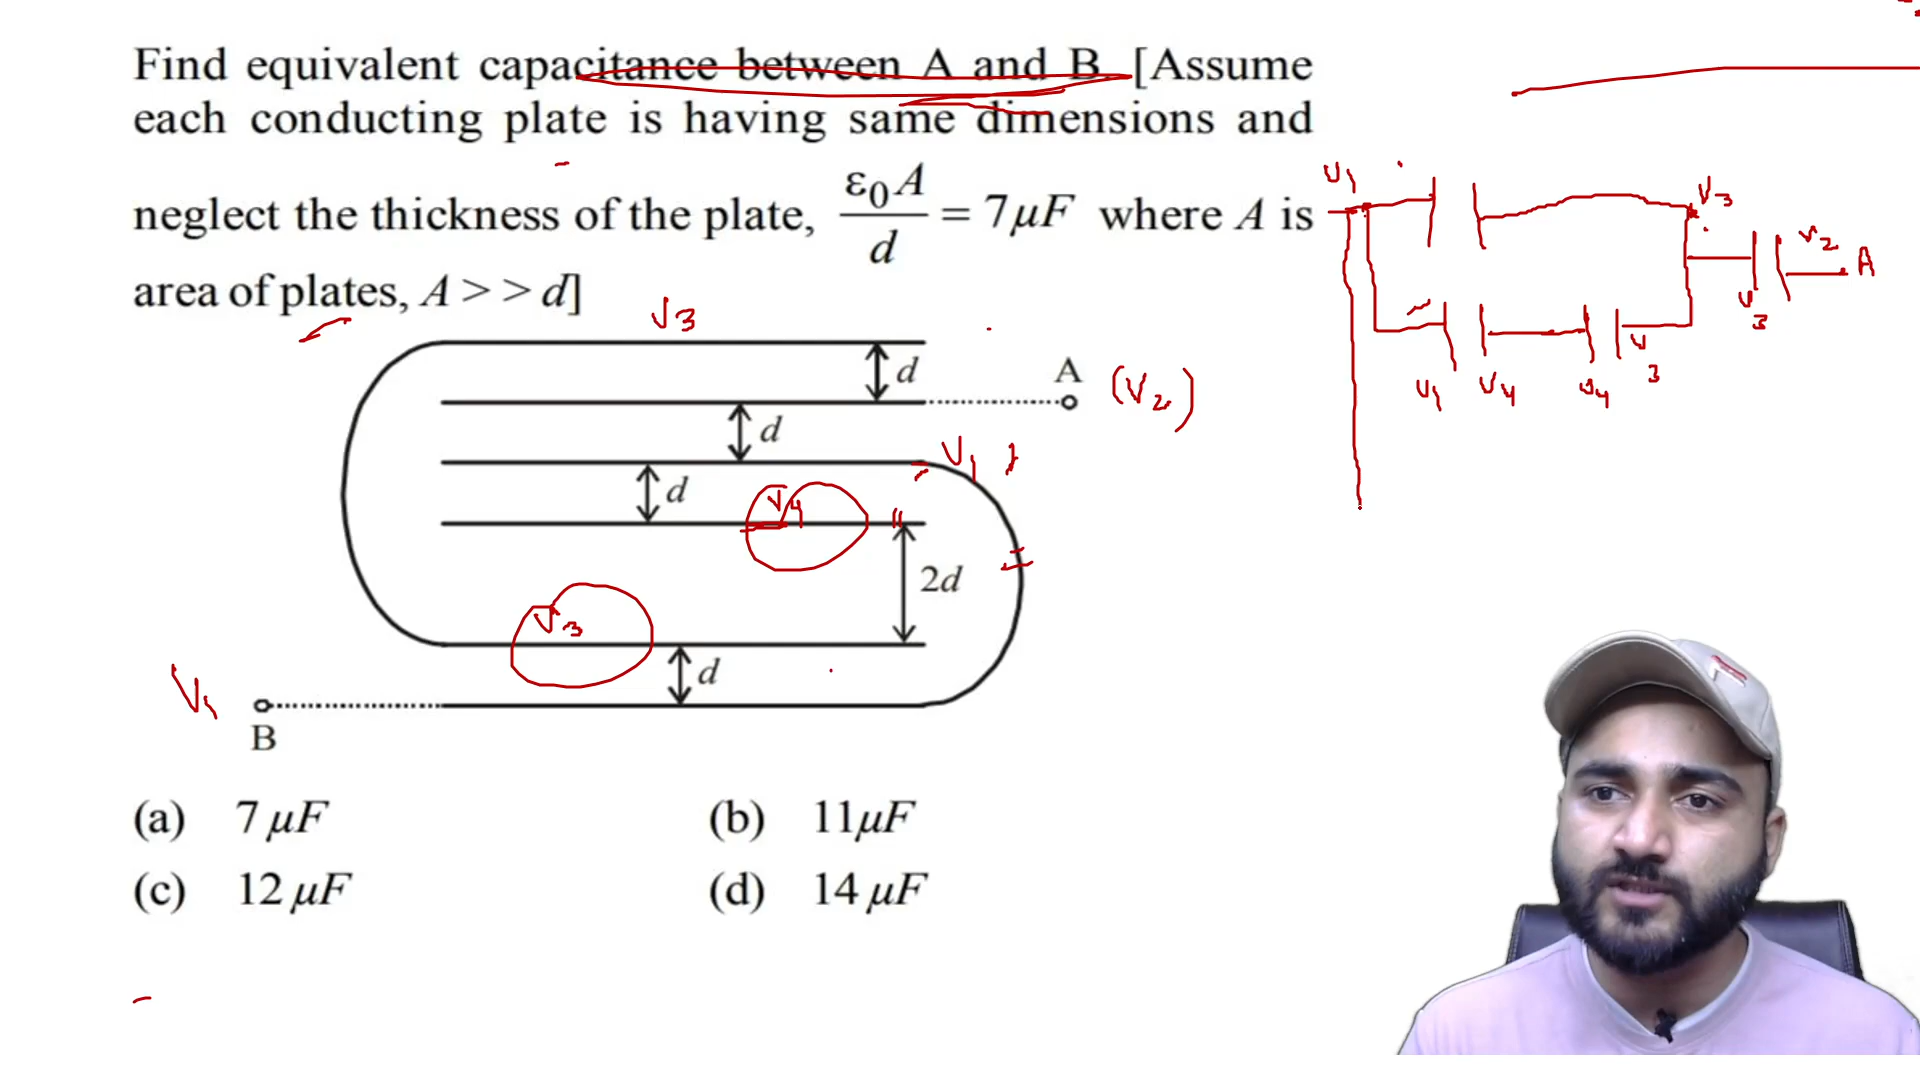 Find equivalent capacitance between A and B. [Assume
each conducting plate is having same dimensions and
neglect the thickness of the plate, ε0A/d = 7μF where A is
area of plates, A > > d]
V3
d
A
(V2)
d
V1
d
V4
2d
V3
d
V1
B
(a) 7 μF
(b) 11μF
(c) 12 μF
(d) 14 μF
V1
V3
V2
A
V3
V1
V4
V4
V3